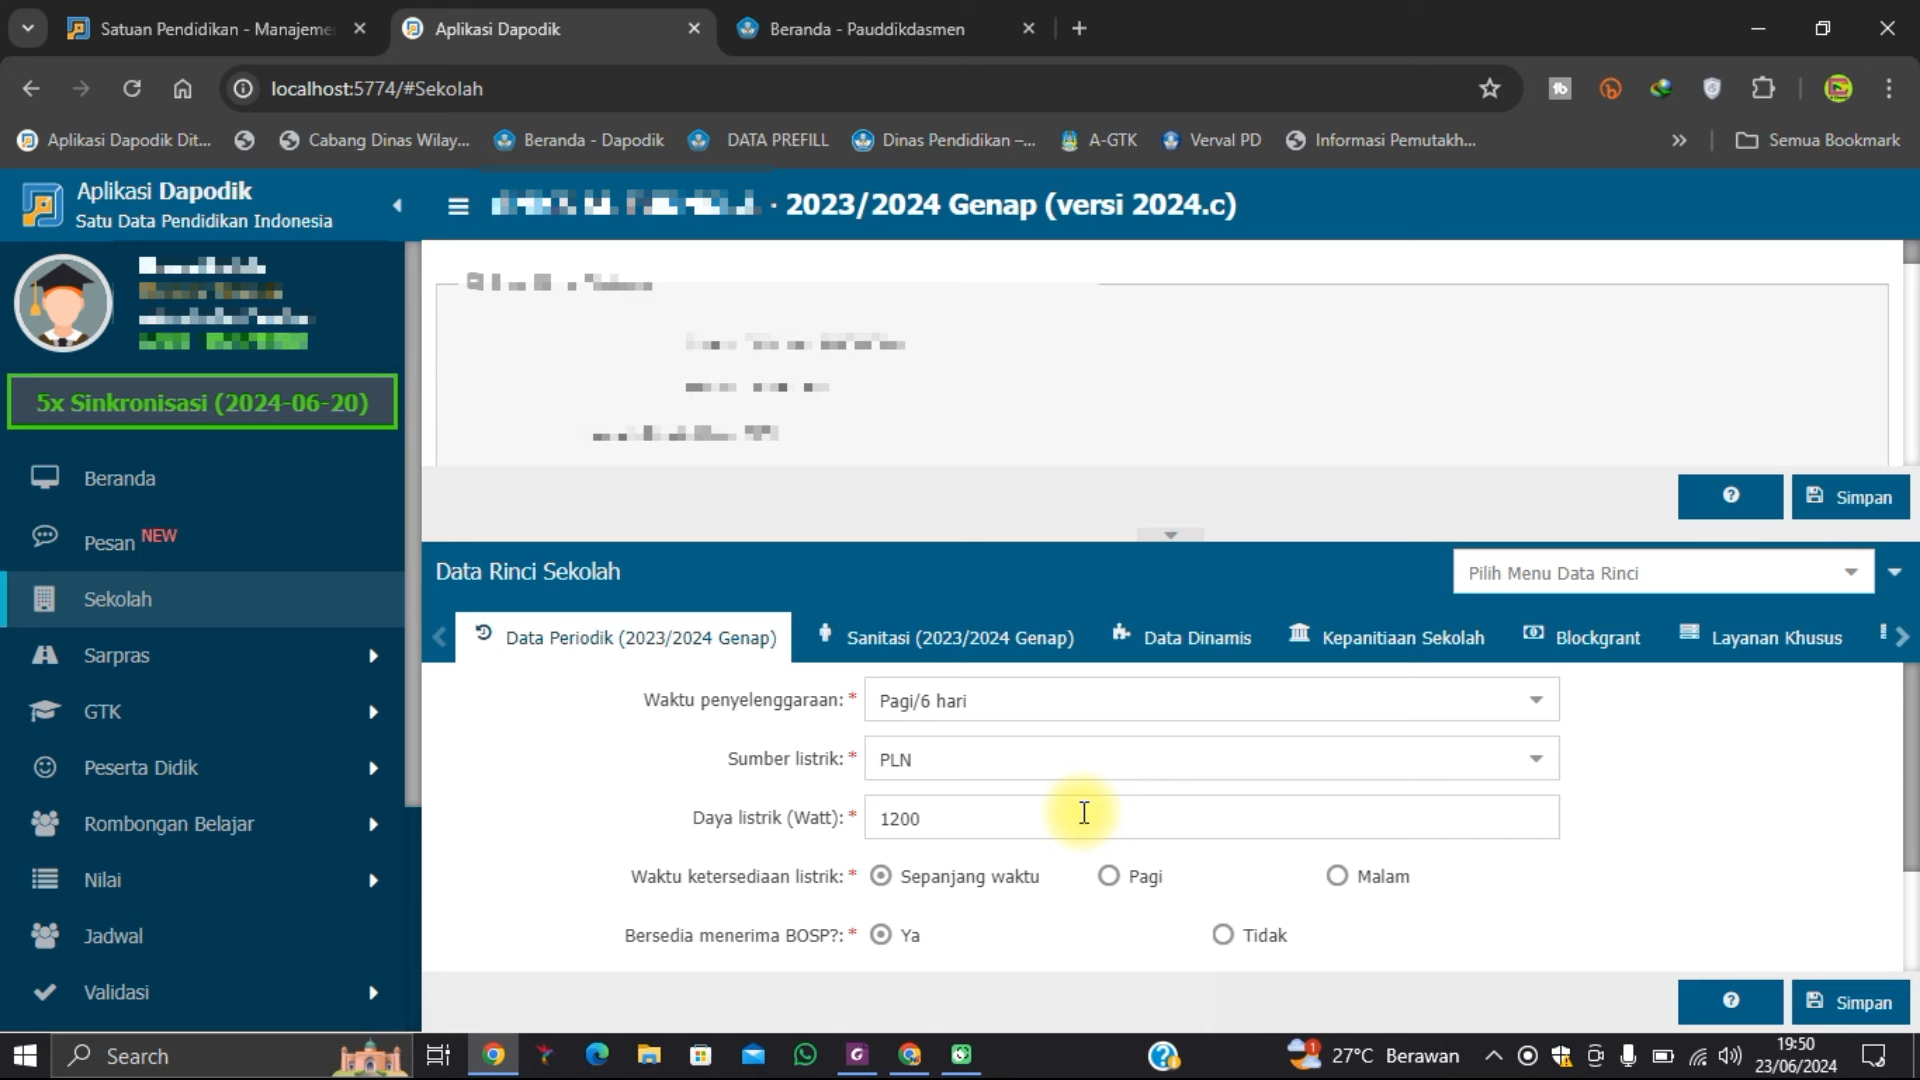 Satuan Pendidikan - Manajeme
Aplikasi Dapodik
Beranda - Pauddikdasmen
localhost:5774/#Sekolah
Aplikasi Dapodik Dit...
Cabang Dinas Wilay...
Beranda - Dapodik
DATA PREFILL
Dinas Pendidikan –...
A-GTK
Verval PD
Informasi Pemutakh...
Semua Bookmark
Aplikasi Dapodik
Satu Data Pendidikan Indonesia
· 2023/2024 Genap (versi 2024.c)
5x Sinkronisasi (2024-06-20)
Beranda
Pesan NEW
Sekolah
Sarpras
GTK
Peserta Didik
Rombongan Belajar
Nilai
Jadwal
Validasi
Simpan
Data Rinci Sekolah
Pilih Menu Data Rinci
Data Periodik (2023/2024 Genap)
Sanitasi (2023/2024 Genap)
Data Dinamis
Kepanitiaan Sekolah
Blockgrant
Layanan Khusus
Waktu penyelenggaraan: * Pagi/6 hari
Sumber listrik: * PLN
Daya listrik (Watt): * 1200
Waktu ketersediaan listrik: * Sepanjang waktu Pagi Malam
Bersedia menerima BOSP?: * Ya Tidak
Simpan
Search
27°C Berawan
19:50
23/06/2024